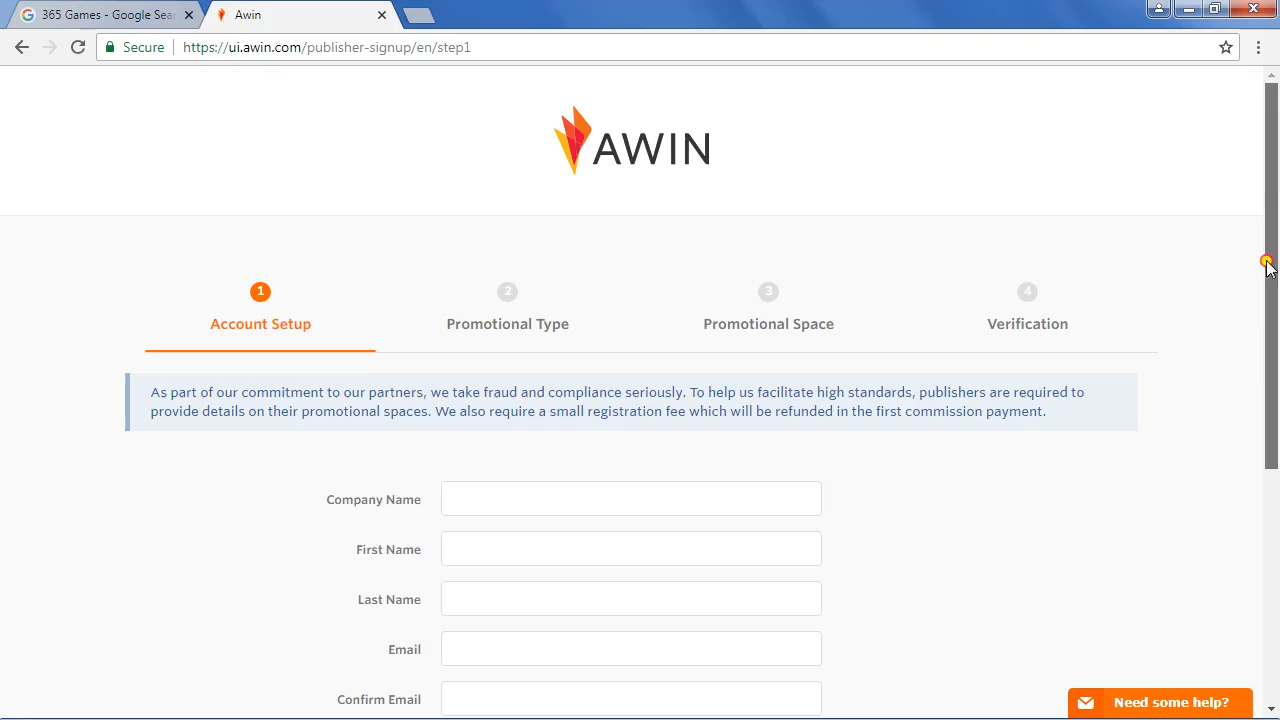 365 Games - Google Sear
Awin
Secure
https://ui.awin.com/publisher-signup/en/step1
AWIN
1
2
3
4
Account Setup
Promotional Type
Promotional Space
Verification
As part of our commitment to our partners, we take fraud and compliance seriously. To help us facilitate high standards, publishers are required to
provide details on their promotional spaces. We also require a small registration fee which will be refunded in the first commission payment.
Company Name
First Name
Last Name
Email
Confirm Email
Need some help?